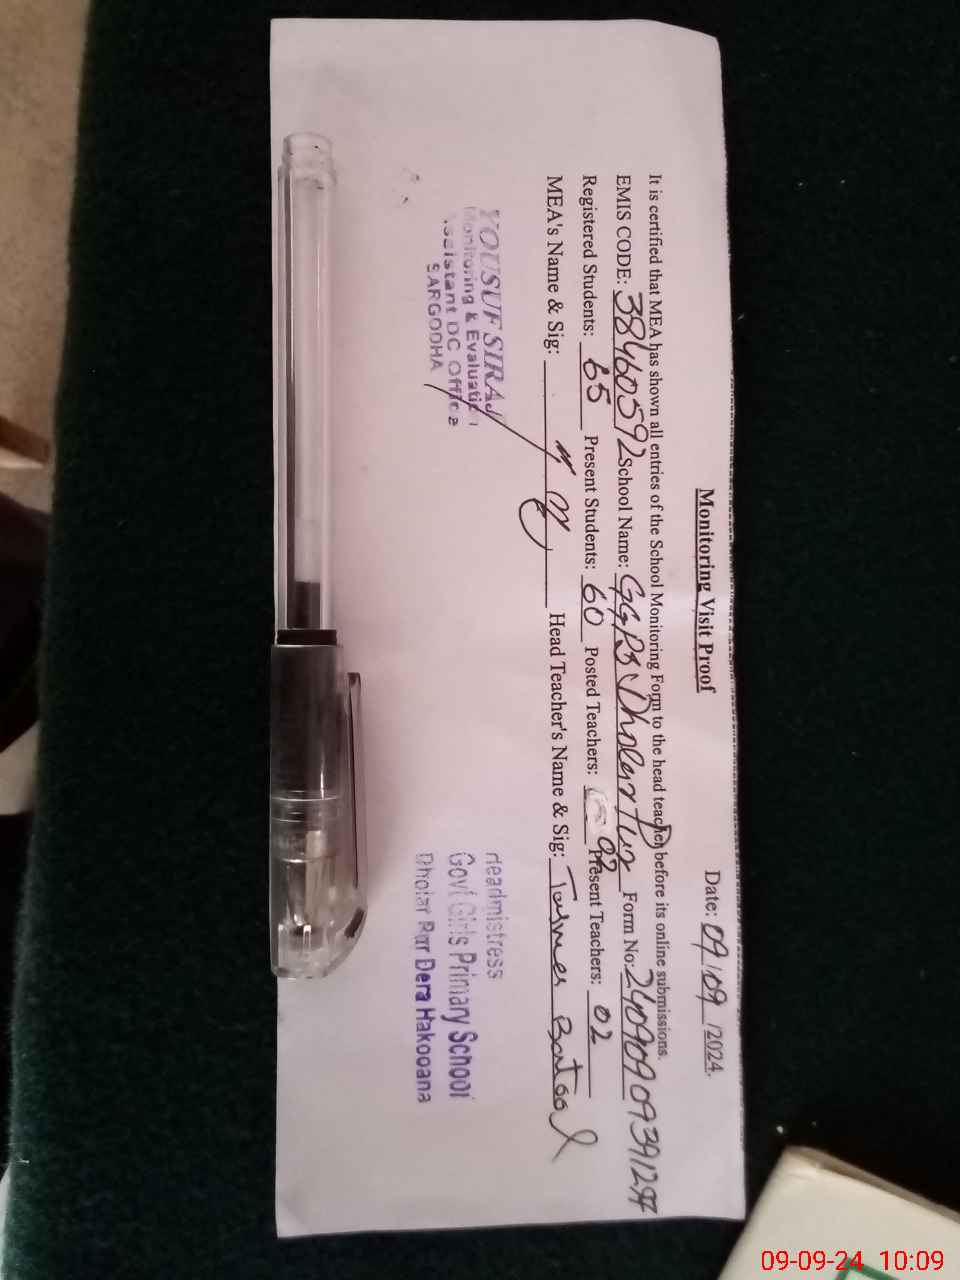 Monitoring Visit Proof
Date: 09/09/2024.
It is certified that MEA has shown all entries of the School Monitoring Form to the head teacher before its online submissions.
EMIS CODE: 38460592 School Name: GGPS Form No: 
Registered Students: 65 Present Students: 60 Posted Teachers: 02 Present Teachers: 02
MEA's Name & Sig: Head Teacher's Name & Sig: Batool
YOUSUF SIRAJ
Monitoring & Evaluation
Assistant DC Office
SARGODHA
Headmistress
Govt Girls Primary School
Dholar Par Dera Hakooana
09-09-24 10:09